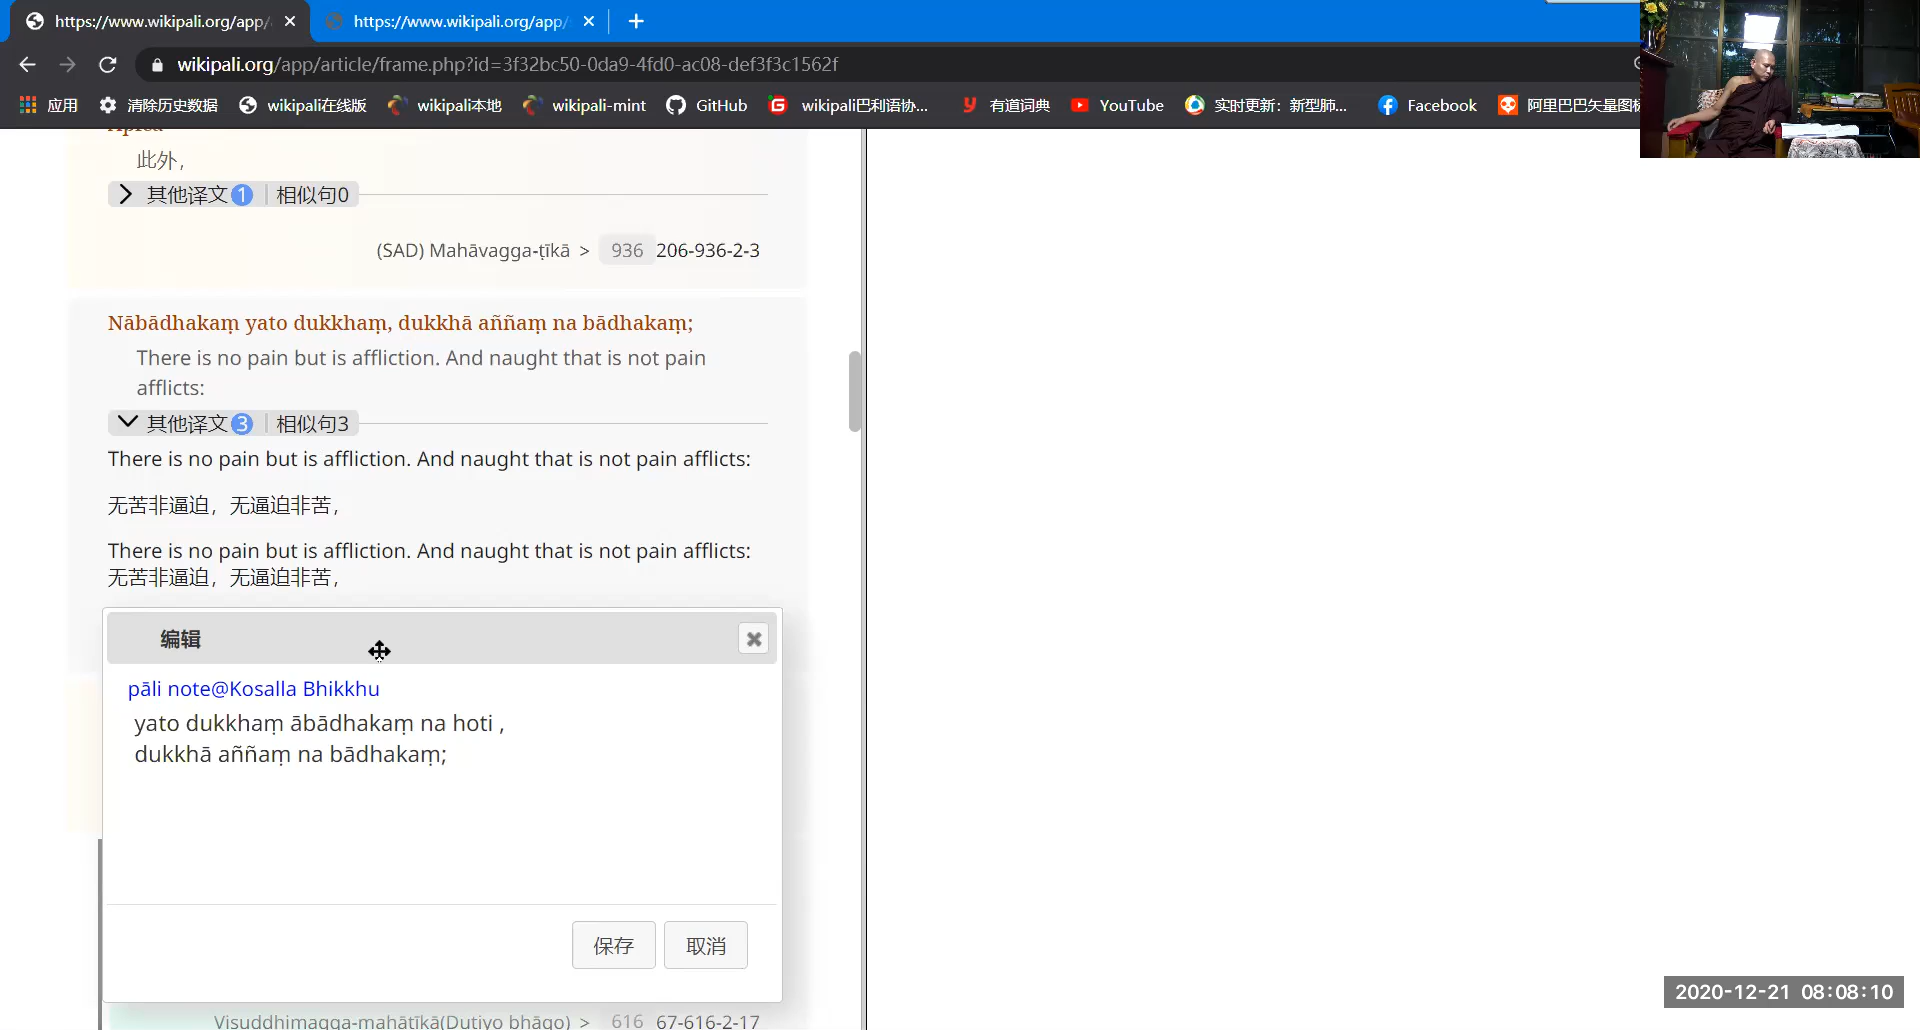 https://www.wikipali.org/app/
https://www.wikipali.org/app/
wikipali.org/app/article/frame.php?id=3f32bc50-0da9-4fd0-ac08-def3f3c1562f
应用 清除历史数据 wikipali在线版 wikipali本地 wikipali-mint GitHub wikipali巴利语协... 有道词典 YouTube 实时更新：新型肺... Facebook 阿里巴巴矢量图标
此外，
其他译文 1 | 相似句0
(SAD) Mahāvagga-ṭīkā > 936 206-936-2-3
Nābādhakaṃ yato dukkhaṃ, dukkhā aññaṃ na bādhakaṃ;
There is no pain but is affliction. And naught that is not pain
afflicts:
其他译文 3 | 相似句3
There is no pain but is affliction. And naught that is not pain afflicts:
无苦非逼迫，无逼迫非苦，
There is no pain but is affliction. And naught that is not pain afflicts:
无苦非逼迫，无逼迫非苦，
编辑
pāli note@Kosalla Bhikkhu
yato dukkhaṃ ābādhakaṃ na hoti ,
dukkhā aññaṃ na bādhakaṃ;
保存 取消
Visuddhimagga-mahāṭīkā(Dutiyo bhāgo) > 616 67-616-2-17
2020-12-21 08:08:10